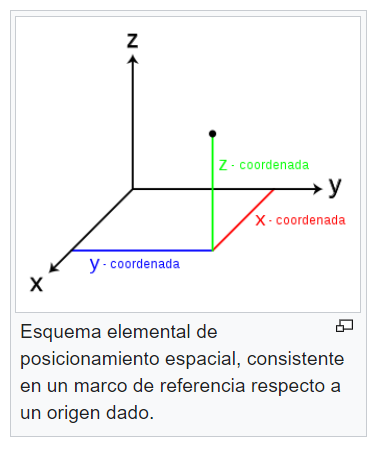 z
z - coordenada
y
x - coordenada
y - coordenada
x
Esquema elemental de
posicionamiento espacial, consistente
en un marco de referencia respecto a
un origen dado.